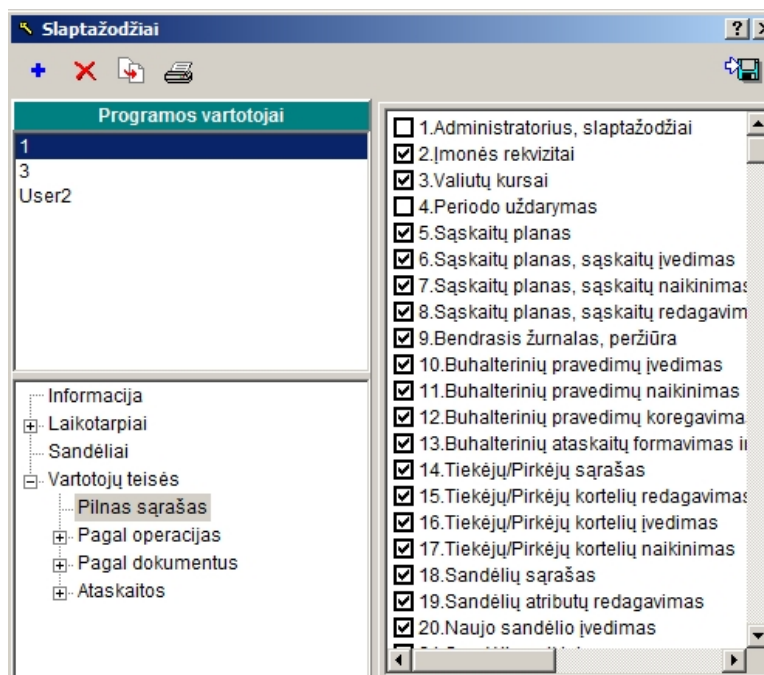 Slaptažodžiai
Programos vartotojai
1
3
User2
Informacija
Laikotarpiai
Sandėliai
Vartotojų teisės
Pilnas sąrašas
Pagal operacijas
Pagal dokumentus
Ataskaitos
1.Administratorius, slaptažodžiai
2.Įmonės rekvizitai
3.Valiutų kursai
4.Periodo uždarymas
5.Sąskaitų planas
6.Sąskaitų planas, sąskaitų įvedimas
7.Sąskaitų planas, sąskaitų naikinimas
8.Sąskaitų planas, sąskaitų redagavim
9.Bendrasis žurnalas, peržiūra
10.Buhalterinių pravedimų įvedimas
11.Buhalterinių pravedimų naikinimas
12.Buhalterinių pravedimų koregavima
13.Buhalterinių ataskaitų formavimas
14.Tiekėjų/Pirkėjų sąrašas
15.Tiekėjų/Pirkėjų kortelių redagavimas
16.Tiekėjų/Pirkėjų kortelių įvedimas
17.Tiekėjų/Pirkėjų kortelių naikinimas
18.Sandėlių sąrašas
19.Sandėlių atributų redagavimas
20.Naujo sandėlio įvedimas